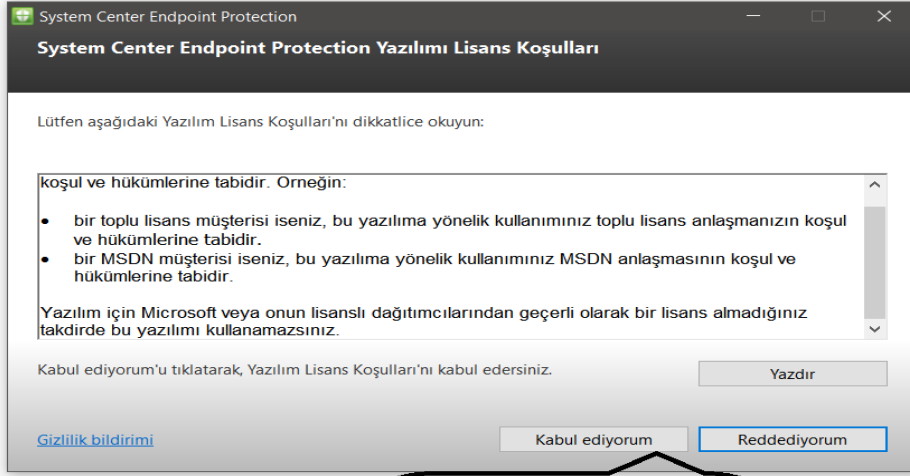 System Center Endpoint Protection
System Center Endpoint Protection Yazılımı Lisans Koşulları
Lütfen aşağıdaki Yazılım Lisans Koşulları'nı dikkatlice okuyun:
koşul ve hükümlerine tabidir. Örneğin:
• bir toplu lisans müşterisi iseniz, bu yazılıma yönelik kullanımınız toplu lisans anlaşmanızın koşul
ve hükümlerine tabidir.
• bir MSDN müşterisi iseniz, bu yazılıma yönelik kullanımınız MSDN anlaşmasının koşul ve
hükümlerine tabidir.
Yazılım için Microsoft veya onun lisanslı dağıtımcılarından geçerli olarak bir lisans almadığınız
takdirde bu yazılımı kullanamazsınız.
Kabul ediyorum'u tıklatarak, Yazılım Lisans Koşulları'nı kabul edersiniz.
Yazdır
Gizlilik bildirimi
Kabul ediyorum
Reddediyorum